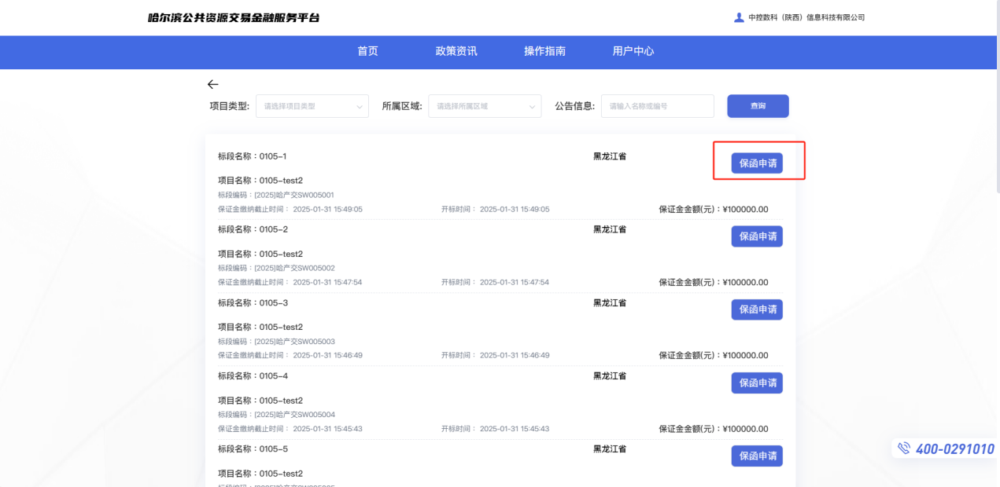 哈尔滨公共资源交易金融服务平台
中控数科（陕西）信息科技有限公司
首页 政策资讯 操作指南 用户中心
项目类型: 请选择项目类型 所属区域: 请选择所属区域 公告信息: 请输入名称或编号 查询
标段名称：0105-1 黑龙江省 保函申请
项目名称：0105-test2
标段编码：[2025]哈产交SW005001
保证金缴纳截止时间： 2025-01-31 15:49:05 开标时间： 2025-01-31 15:49:05 保证金金额(元)：¥100000.00
标段名称：0105-2 黑龙江省 保函申请
项目名称：0105-test2
标段编码：[2025]哈产交SW005002
保证金缴纳截止时间： 2025-01-31 15:47:54 开标时间： 2025-01-31 15:47:54 保证金金额(元)：¥100000.00
标段名称：0105-3 黑龙江省 保函申请
项目名称：0105-test2
标段编码：[2025]哈产交SW005003
保证金缴纳截止时间： 2025-01-31 15:46:49 开标时间： 2025-01-31 15:46:49 保证金金额(元)：¥100000.00
标段名称：0105-4 黑龙江省 保函申请
项目名称：0105-test2
标段编码：[2025]哈产交SW005004
保证金缴纳截止时间： 2025-01-31 15:45:43 开标时间： 2025-01-31 15:45:43 保证金金额(元)：¥100000.00
标段名称：0105-5 黑龙江省 保函申请
400-0291010
项目名称：0105-test2